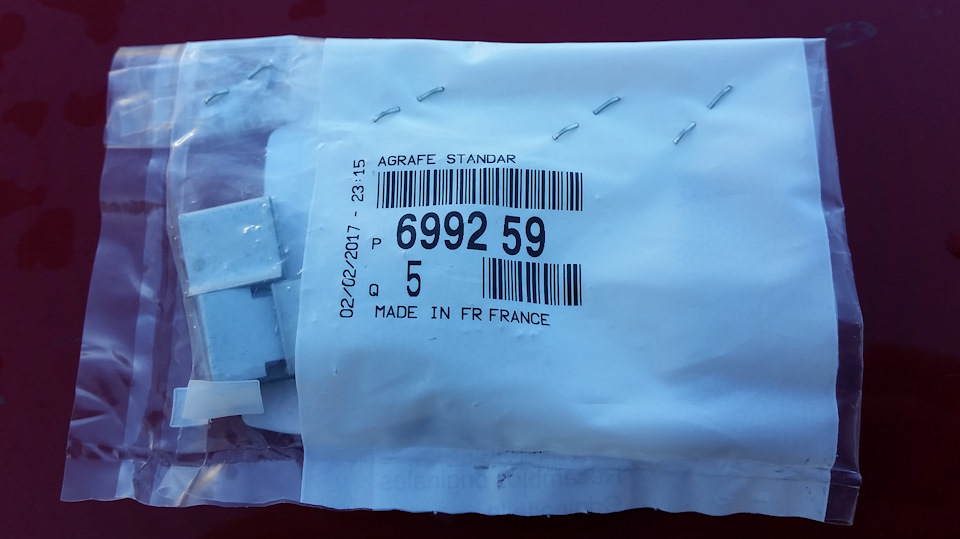 AGRAFE STANDAR
02/02/2017 - 23:15
P 6992 59
Q 5
MADE IN FR FRANCE